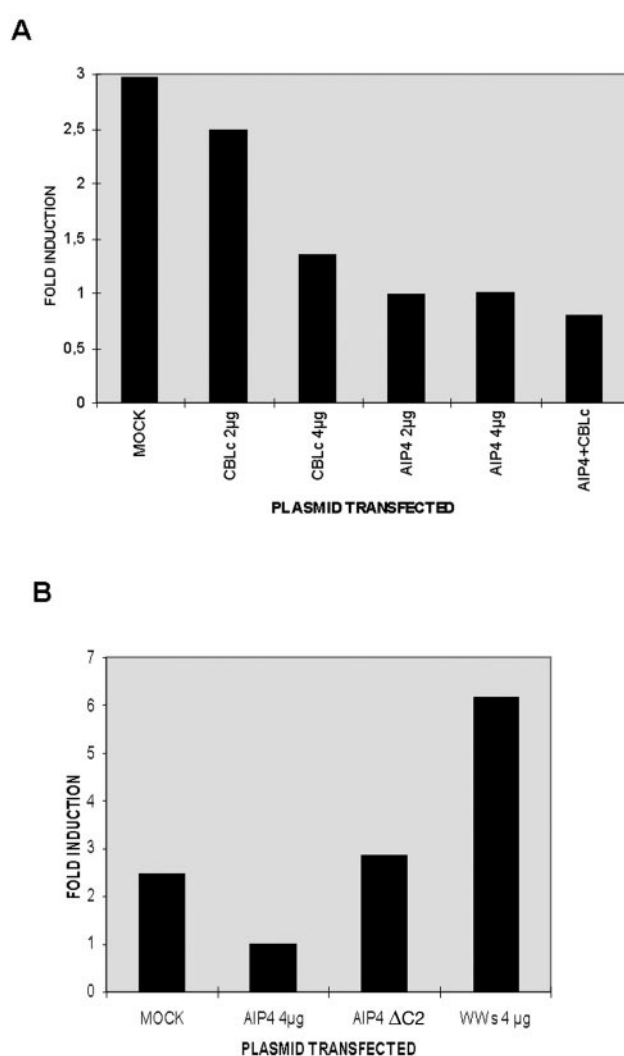 A
3
2,5
2
1,5
1
0,5
0
FOLD INDUCTION
MOCK
CBLc 2µg
CBLc 4µg
AIP4 2µg
AIP4 4µg
AIP4+CBLc
PLASMID TRANSFECTED
B
7
6
5
4
3
2
1
0
FOLD INDUCTION
MOCK AIP4 4µg AIP4 ΔC2 WWs 4 µg
PLASMID TRANSFECTED